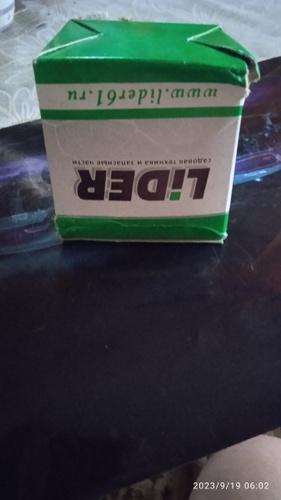 LiDER
садовая техника и запасные части
www.lider61.ru
2023/9/19 06:02